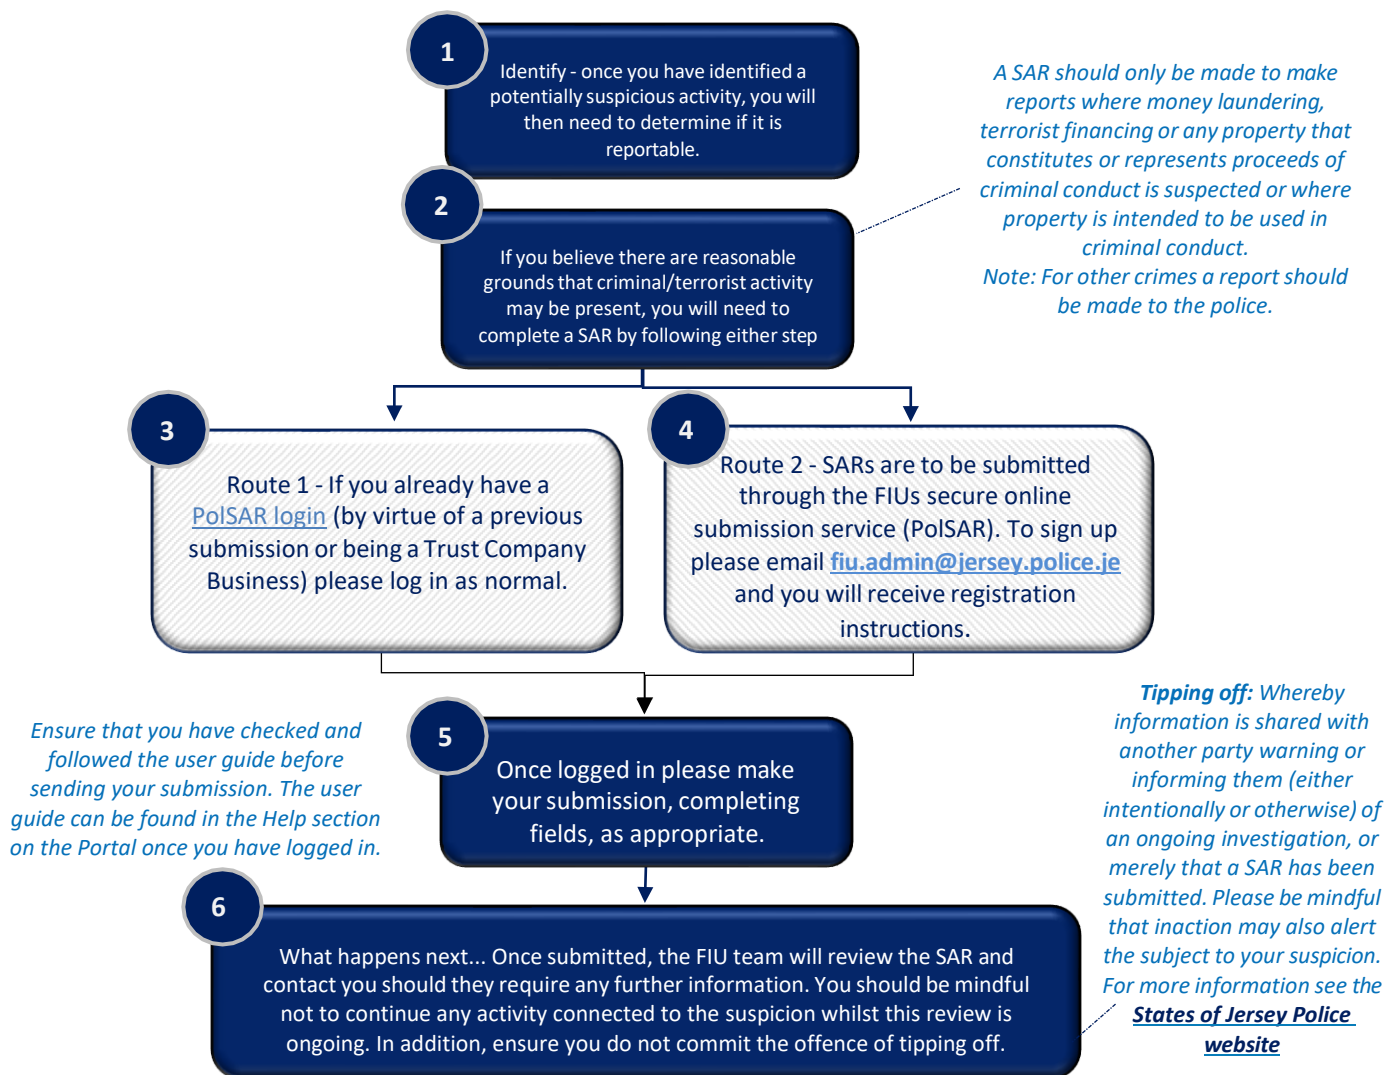 1
Identify - once you have identified a
potentially suspicious activity, you will
then need to determine if it is
reportable.
A SAR should only be made to make
reports where money laundering,
terrorist financing or any property that
constitutes or represents proceeds of
criminal conduct is suspected or where
property is intended to be used in
criminal conduct.
Note: For other crimes a report should
be made to the police.
2
If you believe there are reasonable
grounds that criminal/terrorist activity
may be present, you will need to
complete a SAR by following either step
3
Route 1 - If you already have a
PolSAR login (by virtue of a previous
submission or being a Trust Company
Business) please log in as normal.
4
Route 2 - SARs are to be submitted
through the FIUs secure online
submission service (PolSAR). To sign up
please email fiu.admin@jersey.police.je
and you will receive registration
instructions.
Ensure that you have checked and
followed the user guide before
sending your submission. The user
guide can be found in the Help section
on the Portal once you have logged in.
5
Once logged in please make
your submission, completing
fields, as appropriate.
Tipping off: Whereby
information is shared with
another party warning or
informing them (either
intentionally or otherwise) of
an ongoing investigation, or
merely that a SAR has been
submitted. Please be mindful
that inaction may also alert
the subject to your suspicion.
For more information see the
States of Jersey Police
website
6
What happens next... Once submitted, the FIU team will review the SAR and
contact you should they require any further information. You should be mindful
not to continue any activity connected to the suspicion whilst this review is
ongoing. In addition, ensure you do not commit the offence of tipping off.